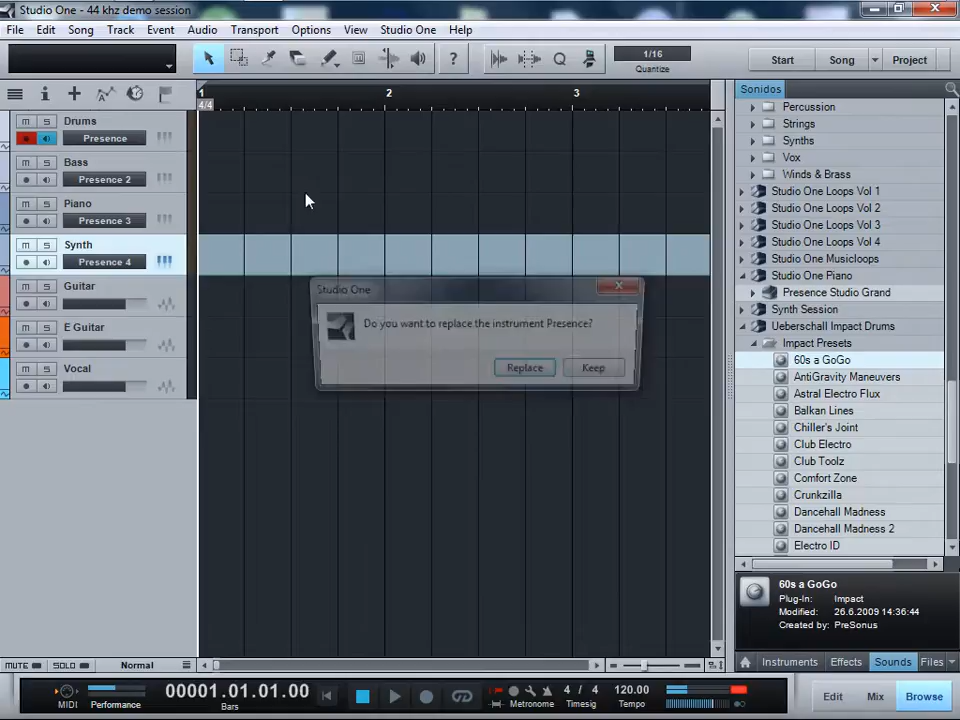 Studio One - 44 khz demo session
File Edit Song Track Event Audio Transport Options View Studio One Help
1/16
Quantize
Start Song Project
1 2 3
4/4
Sonidos
Drums
Presence
Bass
Presence 2
Piano
Presence 3
Synth
Presence 4
Guitar
E Guitar
Vocal
m S
m S
m S
m S
m S
m S
m S
Studio One
Do you want to replace the instrument Presence?
Replace Keep
Percussion
Strings
Synths
Vox
Winds & Brass
Studio One Loops Vol 1
Studio One Loops Vol 2
Studio One Loops Vol 3
Studio One Loops Vol 4
Studio One Musicloops
Studio One Piano
Presence Studio Grand
Synth Session
Ueberschall Impact Drums
Impact Presets
60s a GoGo
AntiGravity Maneuvers
Astral Electro Flux
Balkan Lines
Chiller's Joint
Club Electro
Club Toolz
Comfort Zone
Crunkzilla
Dancehall Madness
Dancehall Madness 2
Electro ID
60s a GoGo
Plug-In: Impact
Modified: 26.6.2009 14:36:44
Created by: PreSonus
MUTE SOLO Normal
Instruments Effects Sounds Files
MIDI Performance
00001.01.01.00
Bars
Metronome
4 / 4
Timesig
120.00
Tempo
Edit Mix Browse